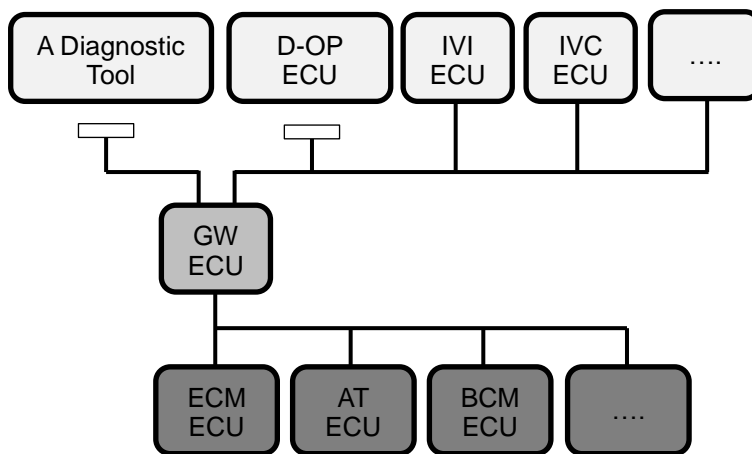 A Diagnostic
Tool
D-OP
ECU
IVI
ECU
IVC
ECU
....
GW
ECU
ECM
ECU
AT
ECU
BCM
ECU
....